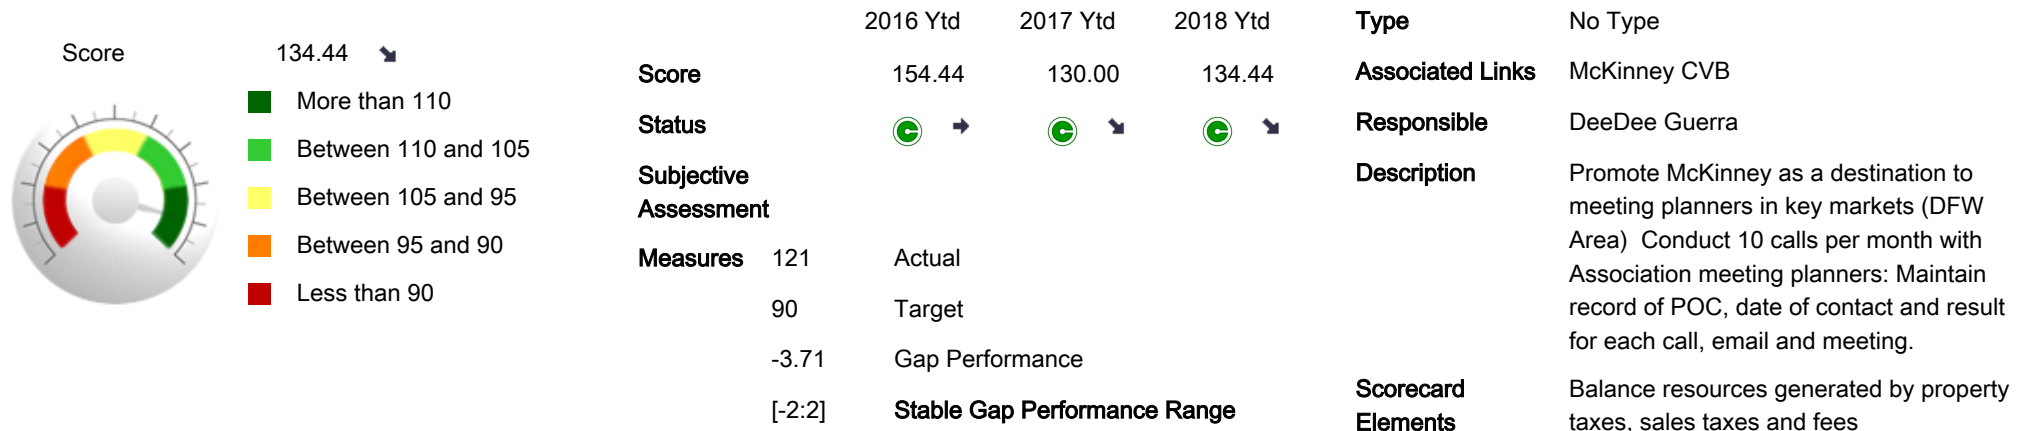 Score 134.44
More than 110
Between 110 and 105
Between 105 and 95
Between 95 and 90
Less than 90
2016 Ytd 2017 Ytd 2018 Ytd
Score 154.44 130.00 134.44
Status
Subjective
Assessment
Measures 121 Actual
90 Target
-3.71 Gap Performance
[-2:2] Stable Gap Performance Range
Type No Type
Associated Links McKinney CVB
Responsible DeeDee Guerra
Description Promote McKinney as a destination to
meeting planners in key markets (DFW
Area)  Conduct 10 calls per month with
Association meeting planners: Maintain
record of POC, date of contact and result
for each call, email and meeting.
Scorecard Balance resources generated by property
Elements taxes, sales taxes and fees